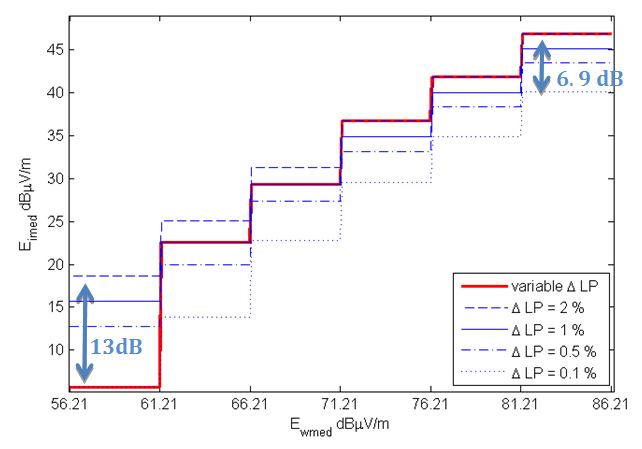 45
40
35
30
25
20
15
10
E_imed dBμV/m
6.9 dB
13dB
variable Δ LP
Δ LP = 2 %
Δ LP = 1 %
Δ LP = 0.5 %
Δ LP = 0.1 %
56.21 61.21 66.21 71.21 76.21 81.21 86.21
E_wmed dBμV/m